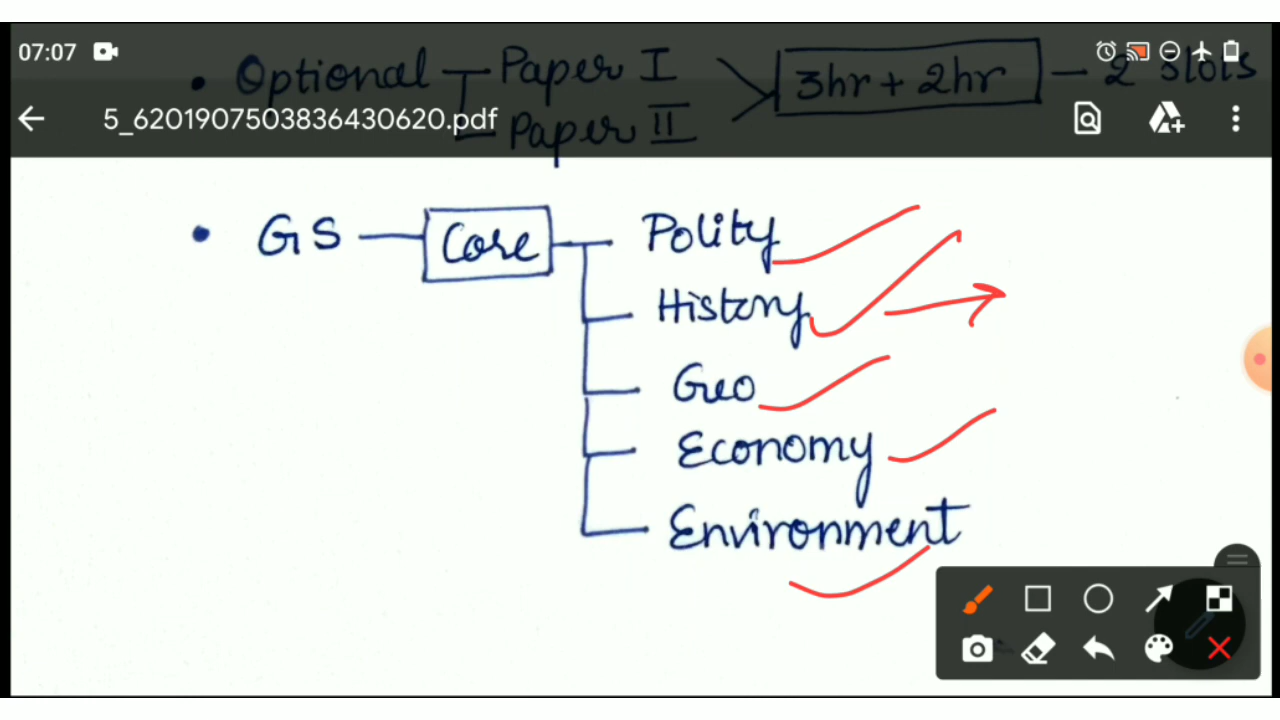 07:07
• Optional Paper I 3hr + 2hr — 2 Slots
5_6201907503836430620.pdf
Paper II
• GS — Core Polity
History
Geo
Economy
Environment